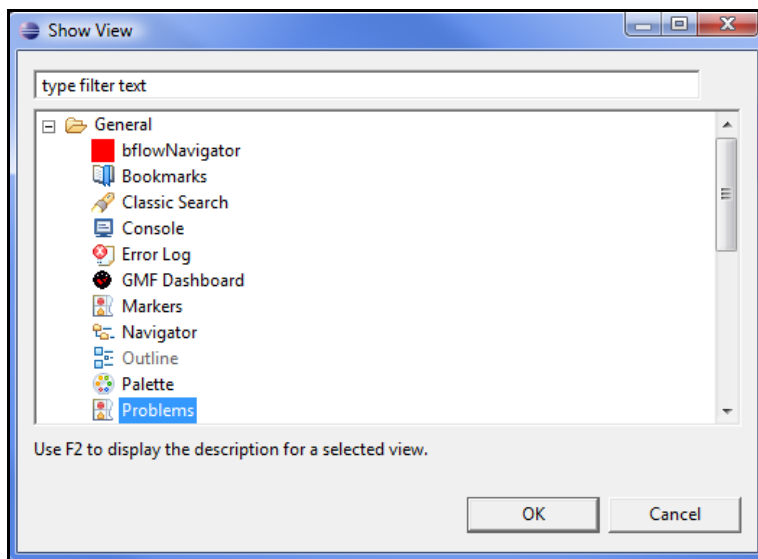 Show View
type filter text
General
bflowNavigator
Bookmarks
Classic Search
Console
Error Log
GMF Dashboard
Markers
Navigator
Outline
Palette
Problems
Use F2 to display the description for a selected view.
OK
Cancel